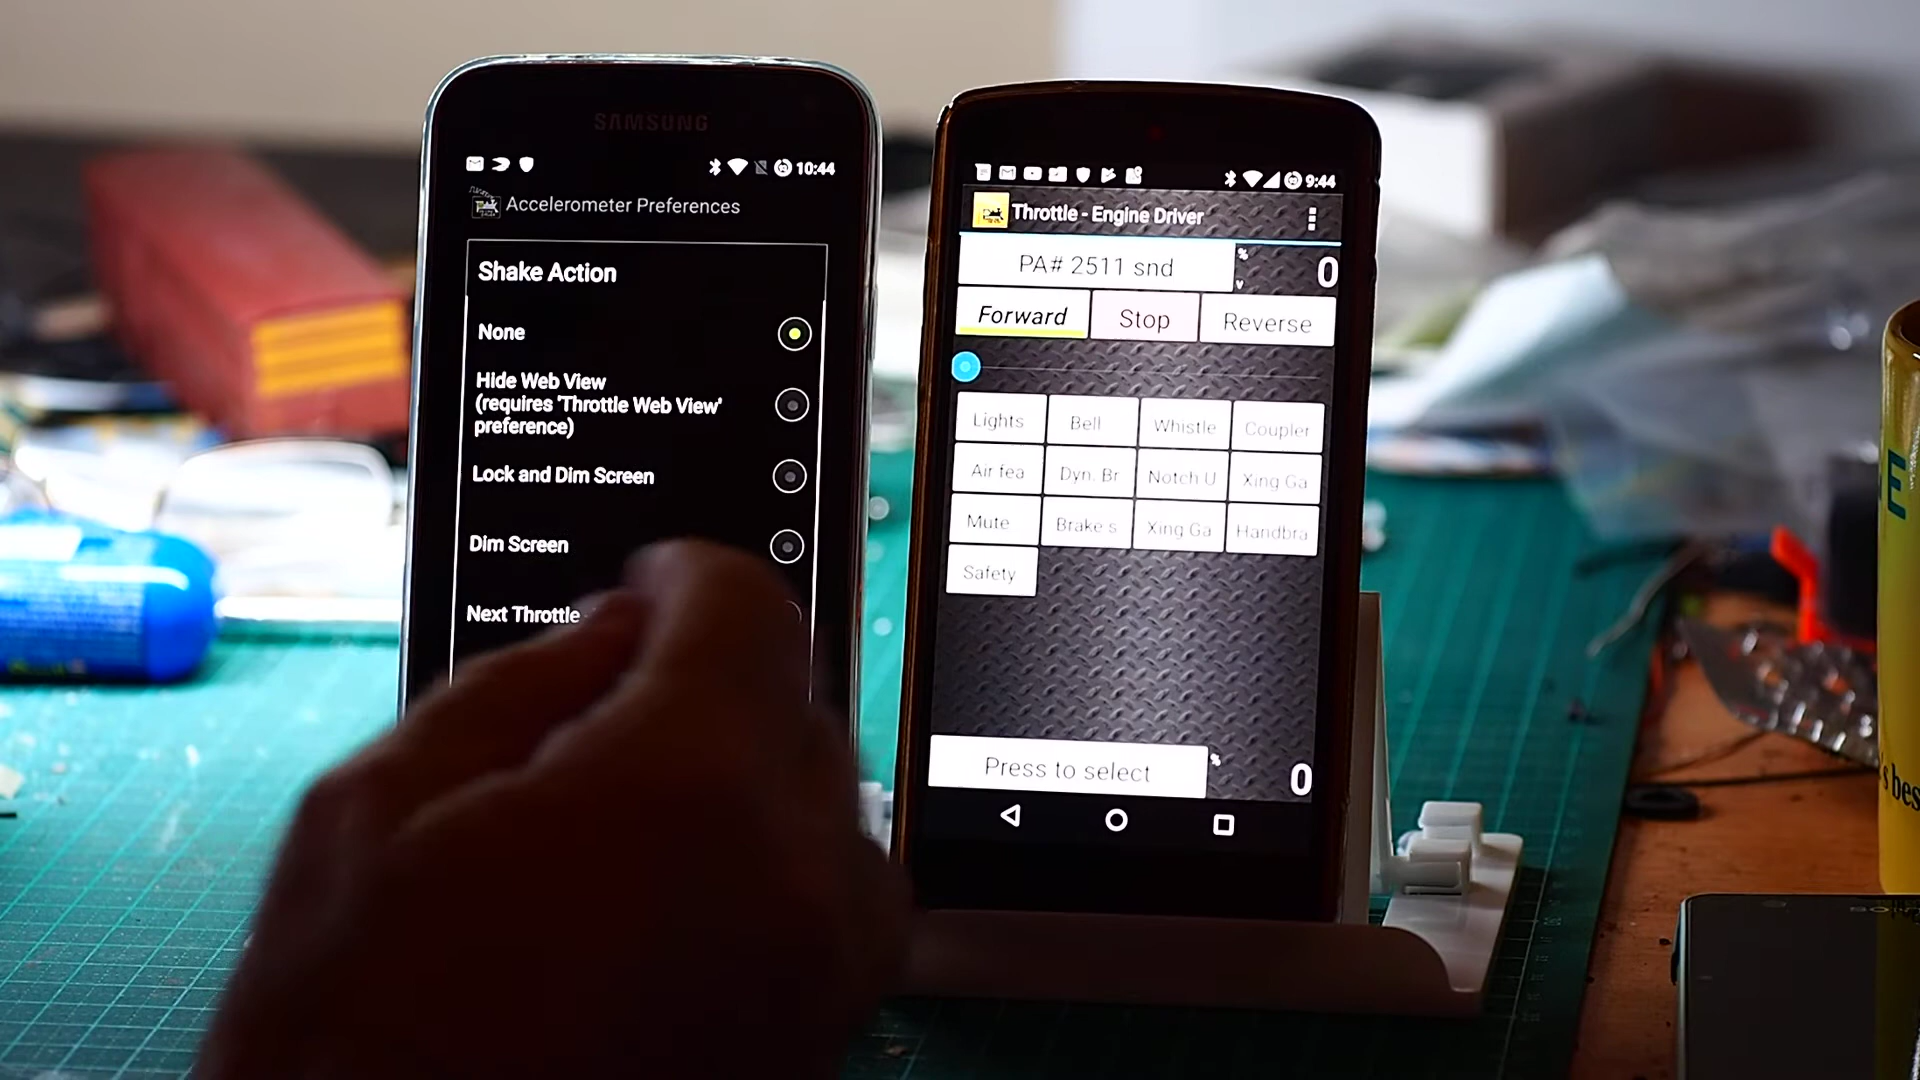 SAMSUNG
10:44
Accelerometer Preferences
Shake Action
None
Hide Web View
(requires 'Throttle Web View'
preference)
Lock and Dim Screen
Dim Screen
Next Throttle
9:44
Throttle - Engine Driver
PA# 2511 snd
%
v
0
Forward
Stop
Reverse
Lights
Bell
Whistle
Coupler
Air fea
Dyn. Br
Notch U
Xing Ga
Mute
Brake s
Xing Ga
Handbra
Safety
Press to select
%
0
E
's bes